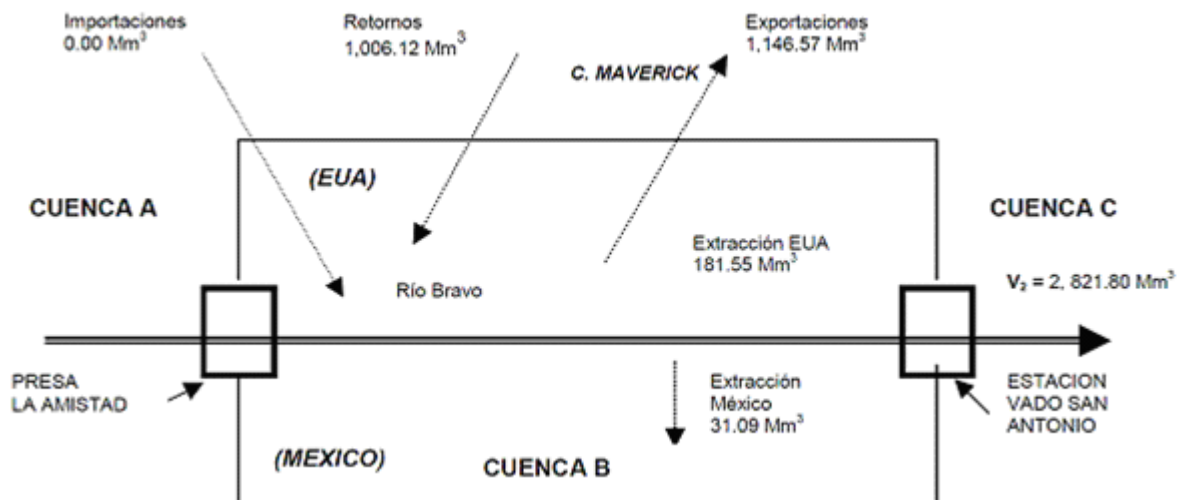 Importaciones
0.00 Mm³
Retornos
1,006.12 Mm³
Exportaciones
1,146.57 Mm³
C. MAVERICK
(EUA)
CUENCA A
CUENCA C
Extracción EUA
181.55 Mm³
Río Bravo
V₂ = 2, 821.80 Mm³
PRESA
LA AMISTAD
Extracción
México
31.09 Mm³
ESTACION
VADO SAN
ANTONIO
(MEXICO)
CUENCA B